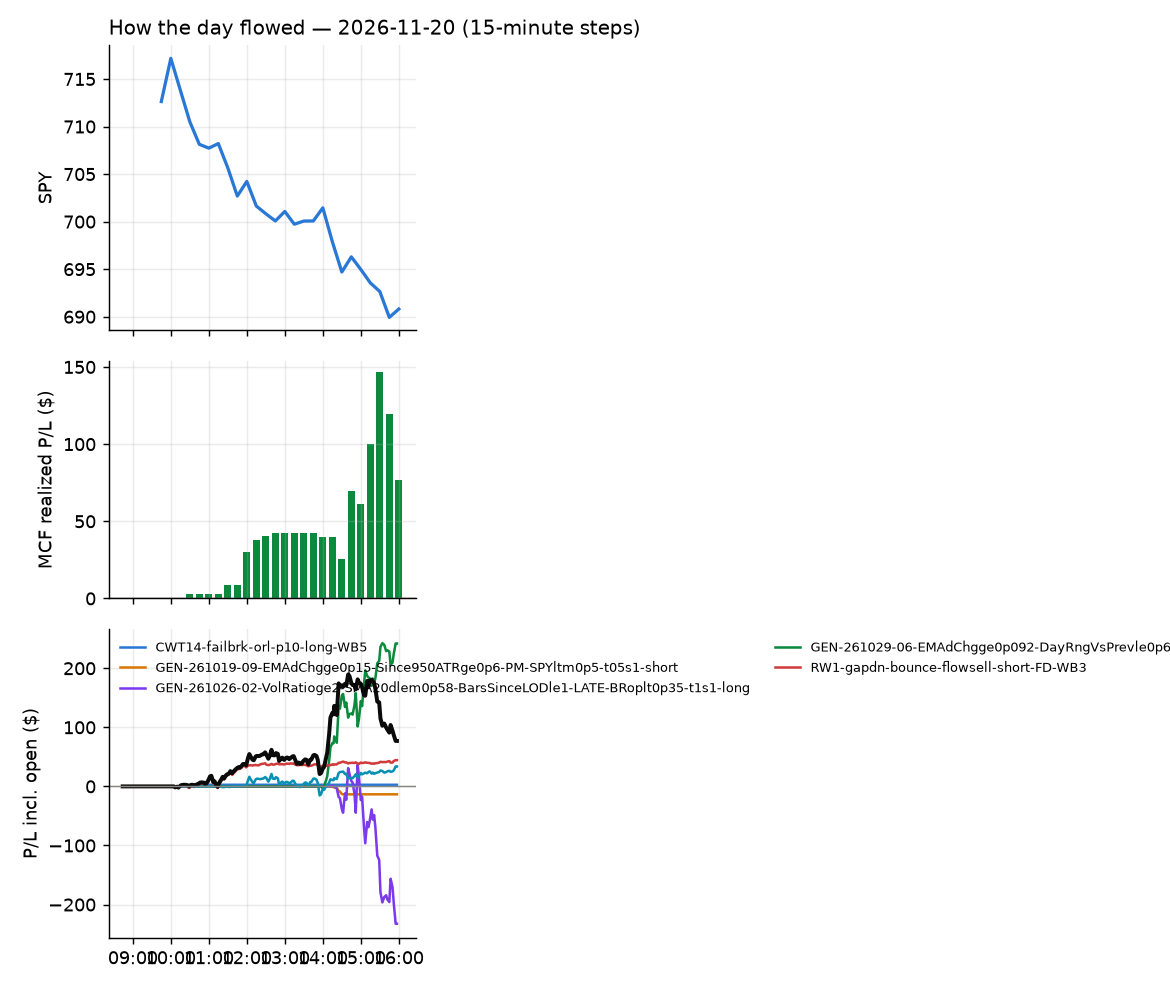 How the day flowed — 2026-11-20 (15-minute steps)
715
710
705
700
695
690
SPY
150
100
50
0
MCF realized P/L ($)
CWT14-failbrk-orl-p10-long-WB5
GEN-261019-09-EMAdChgge0p15-Since950ATRge0p6-PM-SPYltm0p5-t05s1-short
GEN-261029-06-EMAdChgge0p092-DayRngVsPrevle0p6
RW1-gapdn-bounce-flowsell-short-FD-WB3
200
100
0
−100
−200
P/L incl. open ($)
09:00 10:00 11:00 12:00 13:00 14:00 15:00 16:00